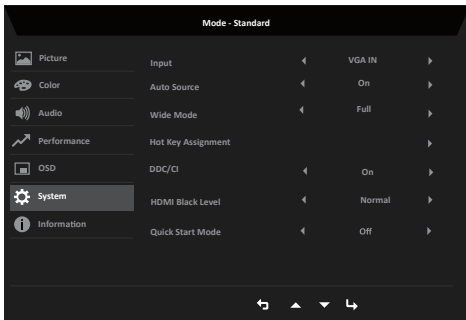 Mode - Standard
Picture
Color
Audio
Performance
OSD
System
Information
Input VGA IN
Auto Source On
Wide Mode Full
Hot Key Assignment
DDC/CI On
HDMI Black Level Normal
Quick Start Mode Off